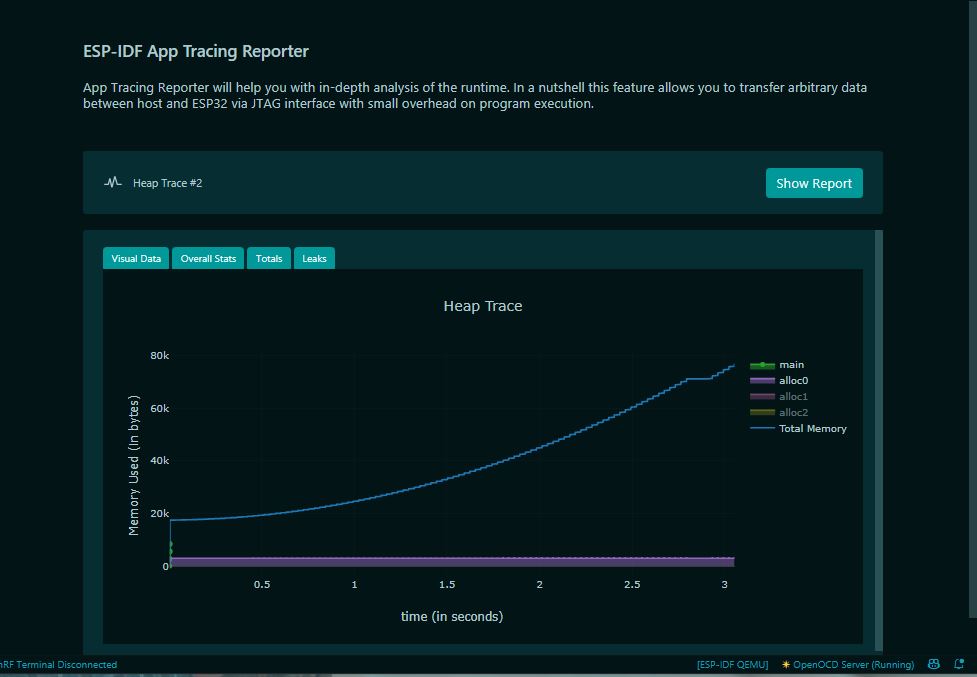 ESP-IDF App Tracing Reporter
App Tracing Reporter will help you with in-depth analysis of the runtime. In a nutshell this feature allows you to transfer arbitrary data
between host and ESP32 via JTAG interface with small overhead on program execution.
Heap Trace #2
Show Report
Visual Data
Overall Stats
Totals
Leaks
Heap Trace
80k
60k
40k
20k
0
Memory Used (In bytes)
0.5
1
1.5
2
2.5
3
time (in seconds)
main
alloc0
alloc1
alloc2
Total Memory
nRF Terminal Disconnected
[ESP-IDF QEMU]
OpenOCD Server (Running)